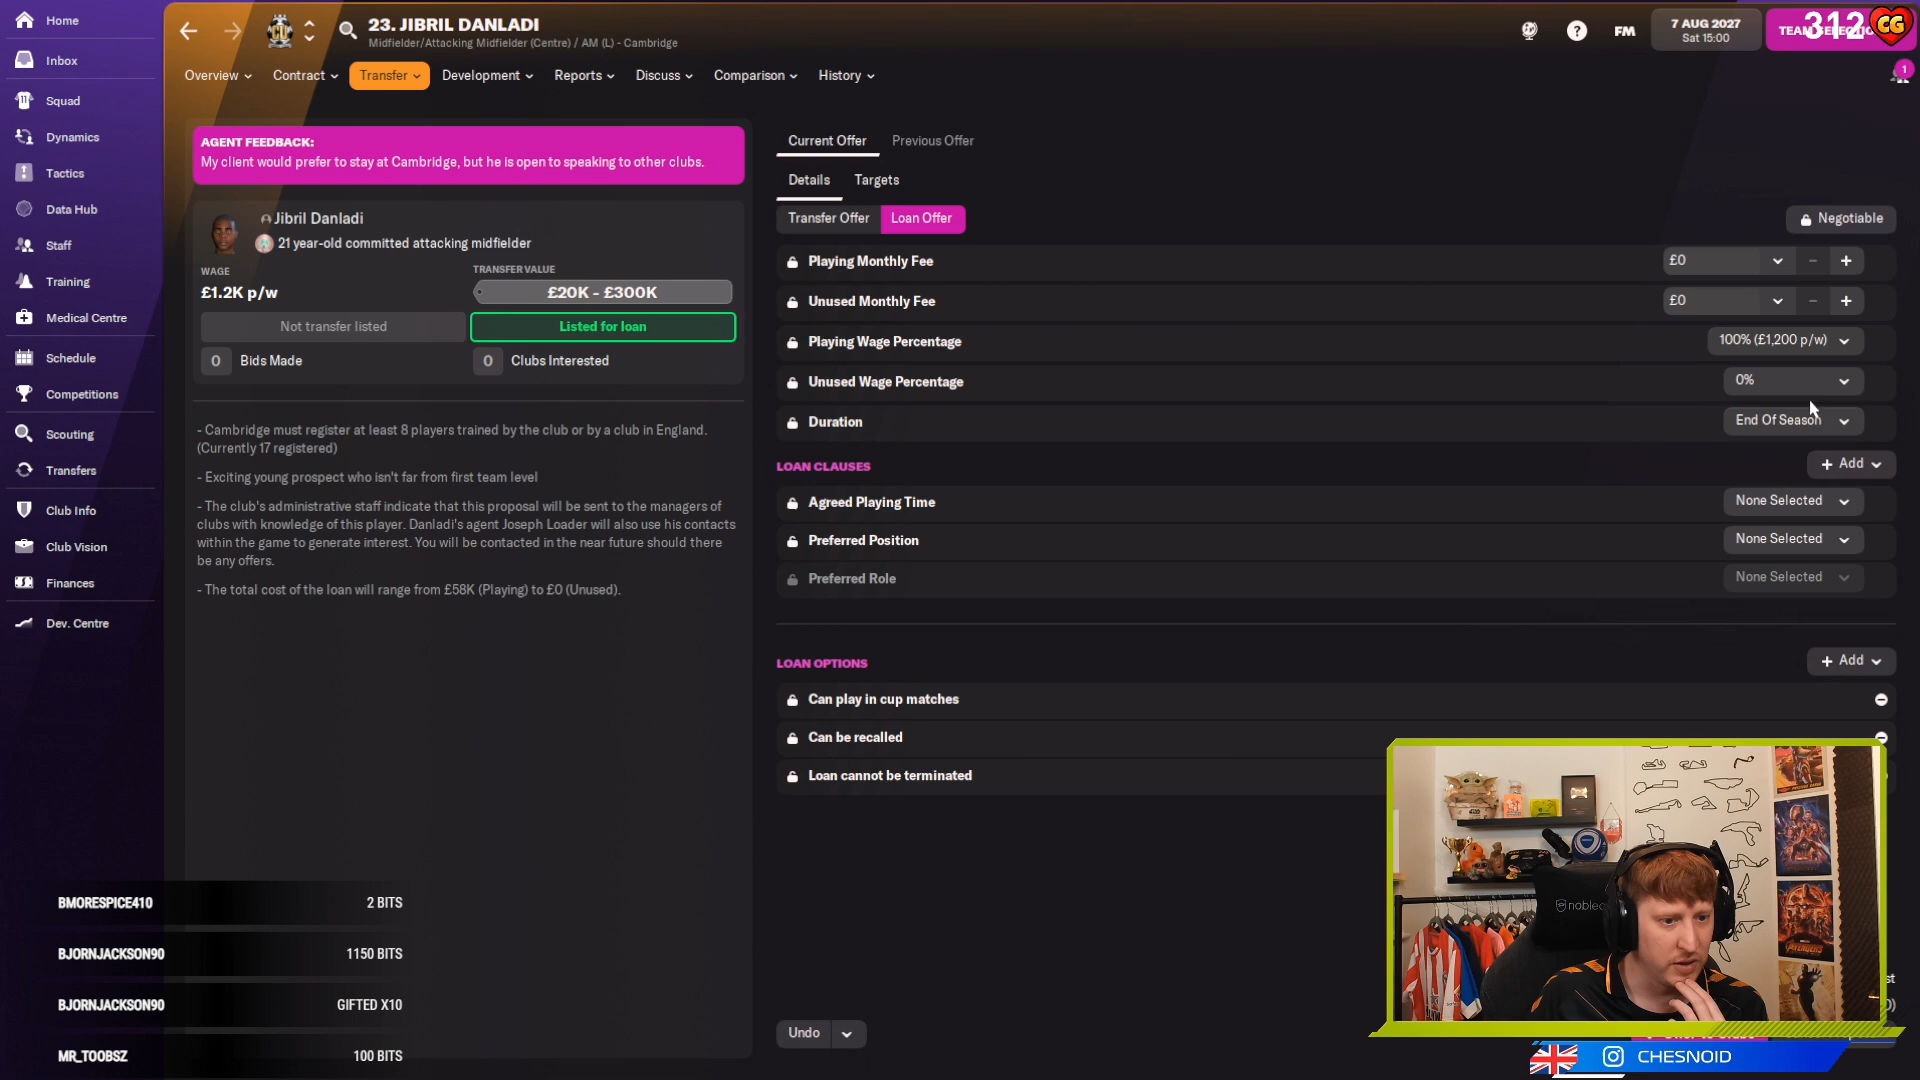 Home
Inbox
Squad
Dynamics
Tactics
Data Hub
Staff
Training
Medical Centre
Schedule
Competitions
Scouting
Transfers
Club Info
Club Vision
Finances
Dev. Centre
23. JIBRIL DANLADI
Midfielder/Attacking Midfielder (Centre) / AM (L) - Cambridge
FM
7 AUG 2027
Sat 15:00
312
CG
1
Overview
Contract
Transfer
Development
Reports
Discuss
Comparison
History
AGENT FEEDBACK:
My client would prefer to stay at Cambridge, but he is open to speaking to other clubs.
Jibril Danladi
21 year-old committed attacking midfielder
WAGE
TRANSFER VALUE
£1.2K p/w
£20K - £300K
Not transfer listed
Listed for loan
0 Bids Made
0 Clubs Interested
- Cambridge must register at least 8 players trained by the club or by a club in England.
(Currently 17 registered)
- Exciting young prospect who isn't far from first team level
- The club's administrative staff indicate that this proposal will be sent to the managers of
clubs with knowledge of this player. Danladi's agent Joseph Loader will also use his contacts
within the game to generate interest. You will be contacted in the near future should there
be any offers.
- The total cost of the loan will range from £58K (Playing) to £0 (Unused).
Current Offer
Previous Offer
Details
Targets
Transfer Offer
Loan Offer
Negotiable
Playing Monthly Fee £0
Unused Monthly Fee £0
Playing Wage Percentage 100% (£1,200 p/w)
Unused Wage Percentage 0%
Duration End Of Season
LOAN CLAUSES
+ Add
Agreed Playing Time None Selected
Preferred Position None Selected
Preferred Role None Selected
LOAN OPTIONS
+ Add
Can play in cup matches
Can be recalled
Loan cannot be terminated
Undo
BMORESPICE410 2 BITS
BJORNJACKSON90 1150 BITS
BJORNJACKSON90 GIFTED X10
MR_TOOBSZ 100 BITS
CHESNOID